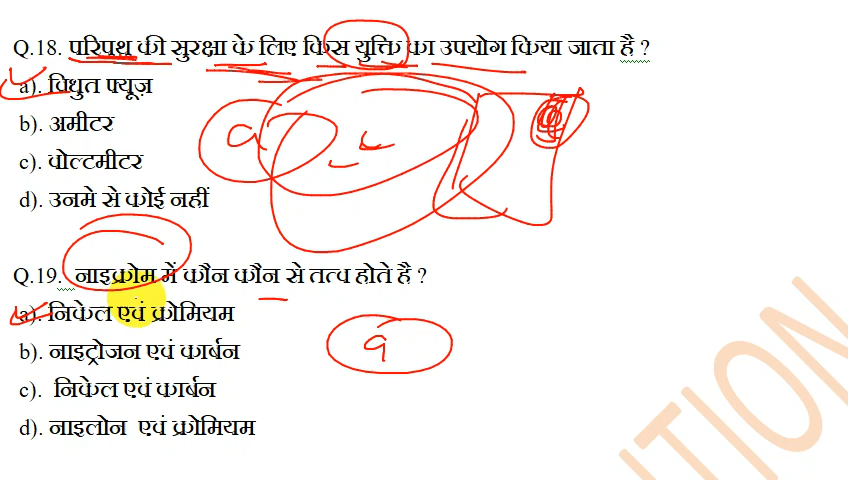 Q.18. परिपथ की सुरक्षा के लिए किस युक्ति का उपयोग किया जाता है ?
a). विधुत फ्यूज
b). अमीटर
c). वोल्टमीटर
d). उनमे से कोई नहीं
a
Q.19. नाइक्रोम में कौन कौन से तत्व होते है ?
a). निकेल एवं क्रोमियम
b). नाइट्रोजन एवं कार्बन
c). निकेल एवं कार्बन
d). नाइलोन एवं क्रोमियम
a